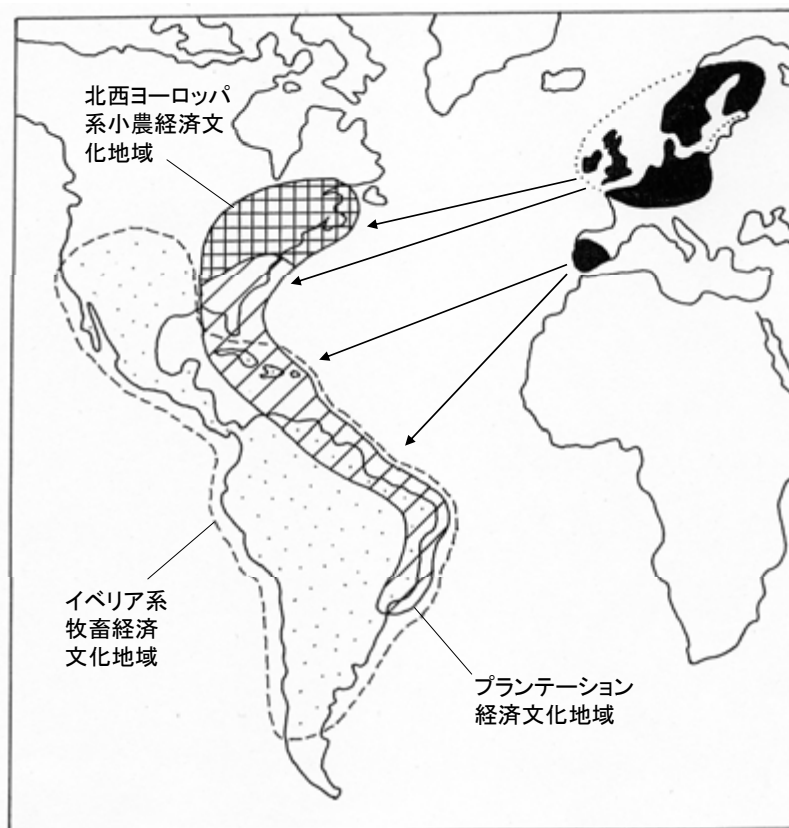 北西ヨーロッパ
系小農経済文
化地域
イベリア系
牧畜経済
文化地域
プランテーション
経済文化地域